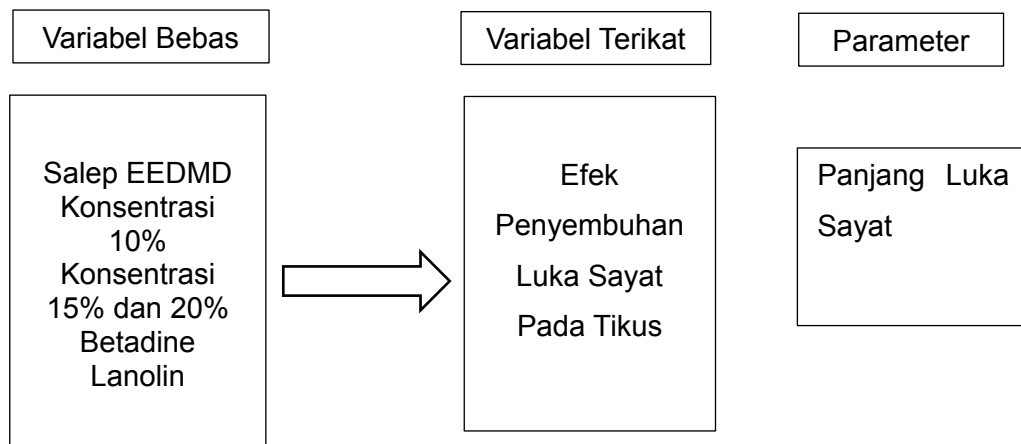 Variabel Bebas
Variabel Terikat
Parameter
Salep EEDMD
Konsentrasi
10%
Konsentrasi
15% dan 20%
Betadine
Lanolin
Efek
Penyembuhan
Luka Sayat
Pada Tikus
Panjang Luka
Sayat